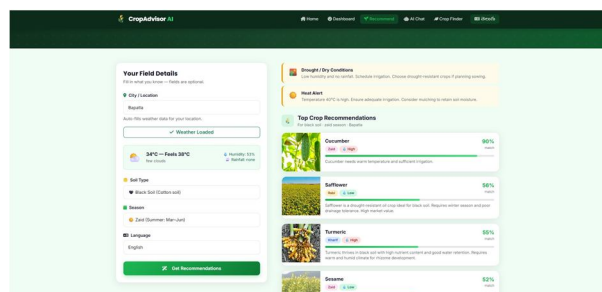 CropAdvisor AI
Home
Dashboard
Recommend
AI Chat
Crop Finder
తెలుగు
Your Field Details
Fill in what you know — fields are optional.
City / Location
Bapatla
Auto-fills weather data for your location.
✓ Weather Loaded
34°C — Feels 38°C
few clouds
Humidity: 53%
Rainfall: none
Soil Type
Black Soil (Cotton soil)
Season
Zaid (Summer: Mar–Jun)
Language
English
Get Recommendations
Drought / Dry Conditions
Low humidity and no rainfall. Schedule irrigation. Choose drought-resistant crops if planning sowing.
Heat Alert
Temperature 40°C is high. Ensure adequate irrigation. Consider mulching to retain soil moisture.
Top Crop Recommendations
For black soil · zaid season · Bapatla
Cucumber
90%
match
Zaid
High
Cucumber needs warm temperature and sufficient irrigation.
Safflower
56%
match
Rabi
Low
Safflower is a drought-resistant oil crop ideal for black soil. Requires winter season and poor
drainage tolerance. High market value.
Turmeric
55%
match
Kharif
High
Turmeric thrives in black soil with high nutrient content and good water retention. Requires
warm and humid climate for rhizome development.
Sesame
52%
match
Zaid
Low